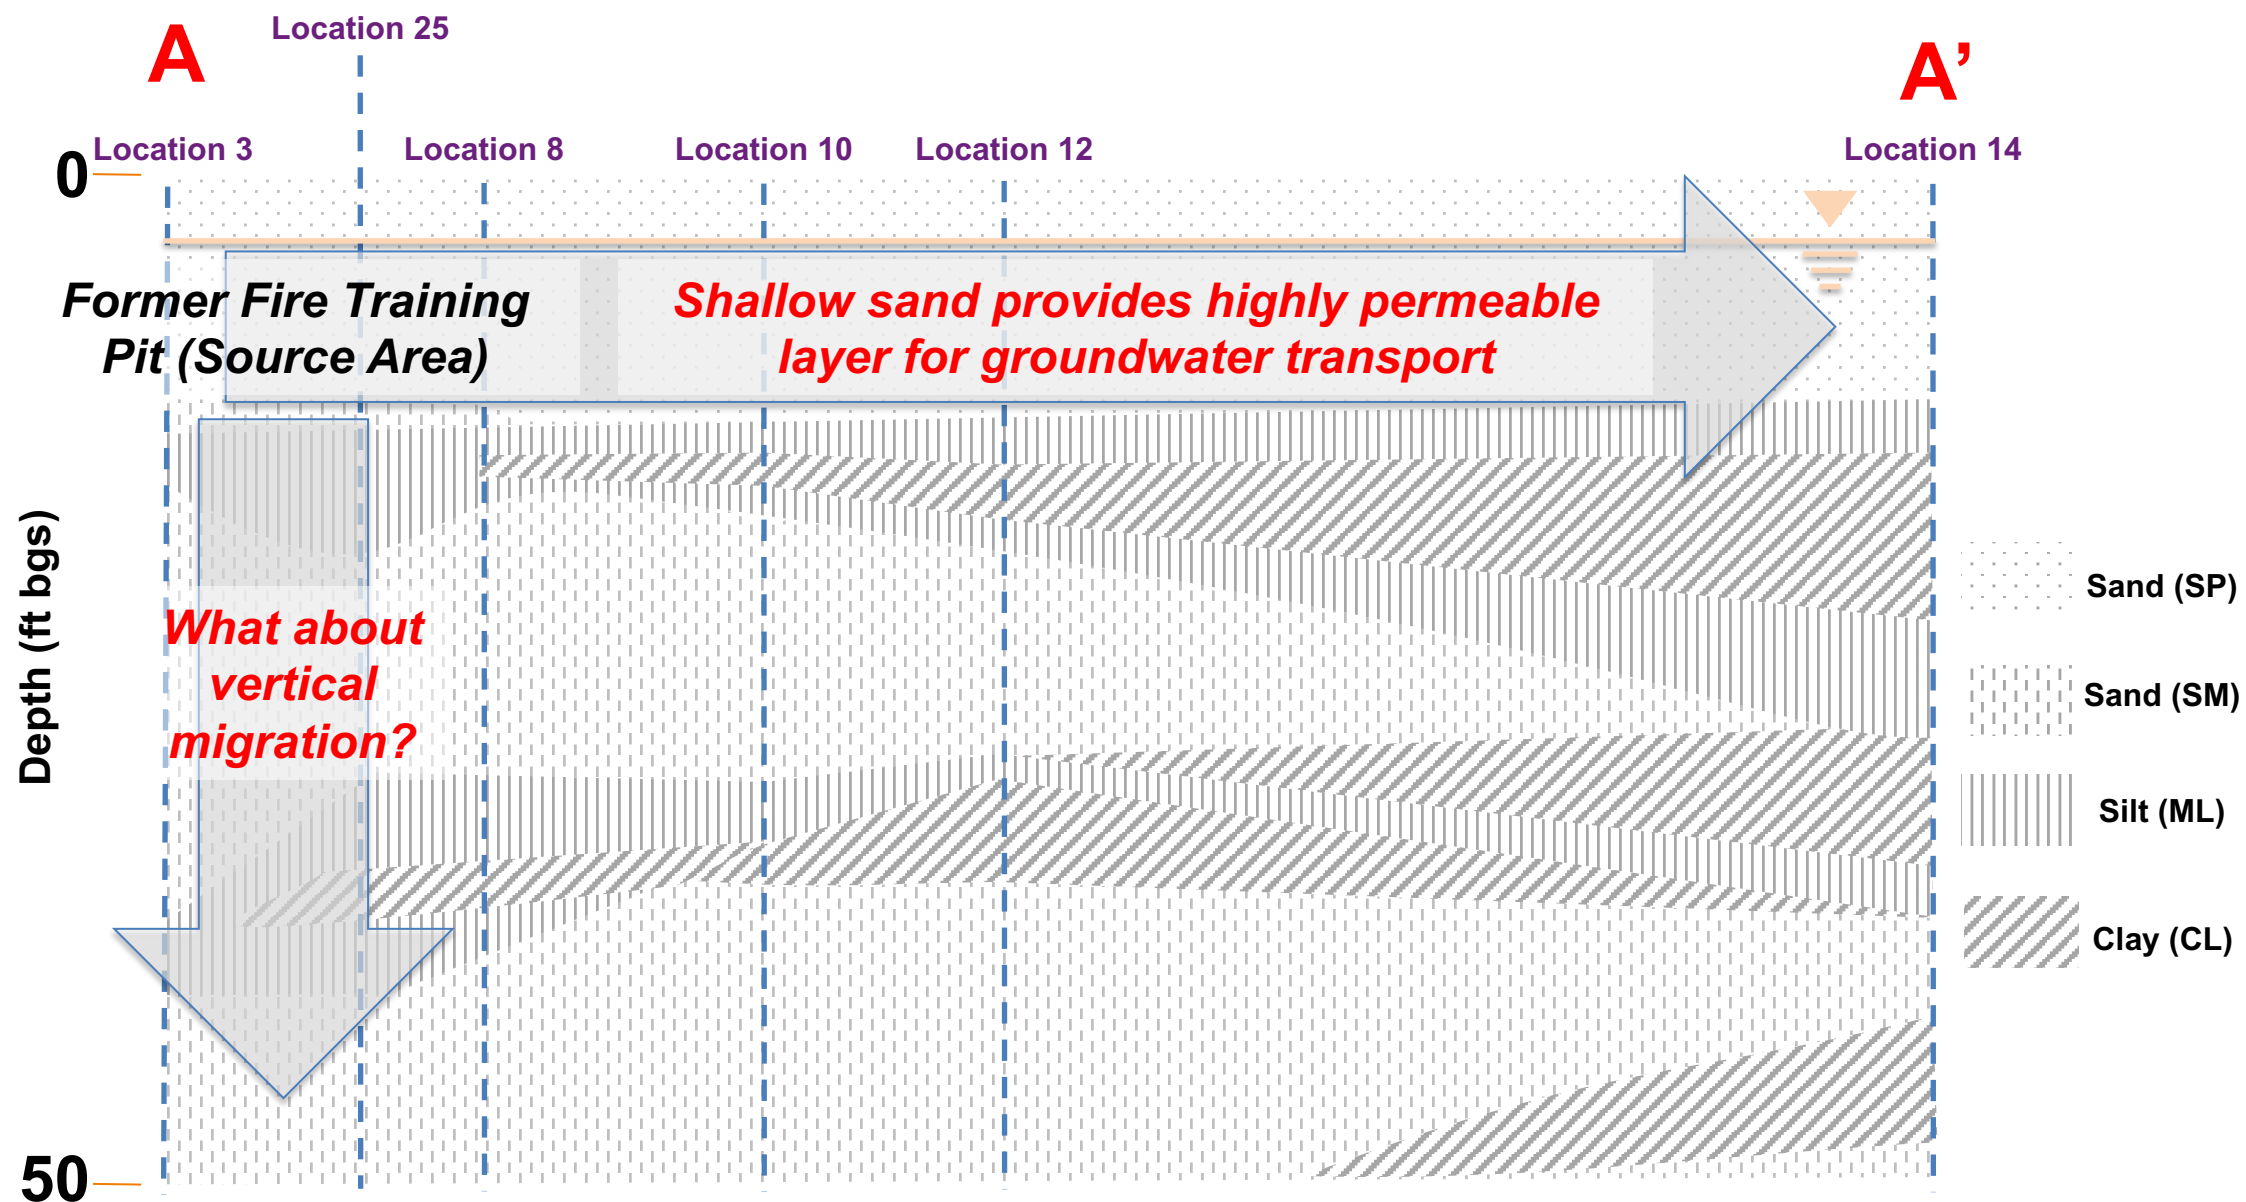 Location 25
A
A’
Location 3
Location 8
Location 10
Location 12
Location 14
0
Former Fire Training
Pit (Source Area)
Shallow sand provides highly permeable
layer for groundwater transport
Depth (ft bgs)
What about
vertical
migration?
Sand (SP)
Sand (SM)
Silt (ML)
Clay (CL)
50